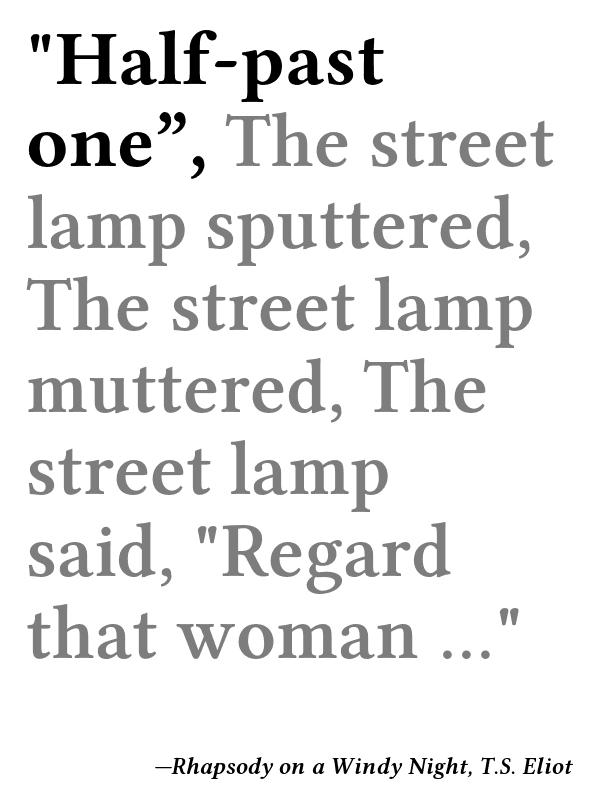 "Half-past
one”, The street
lamp sputtered,
The street lamp
muttered, The
street lamp
said, "Regard
that woman ..."
—Rhapsody on a Windy Night, T.S. Eliot